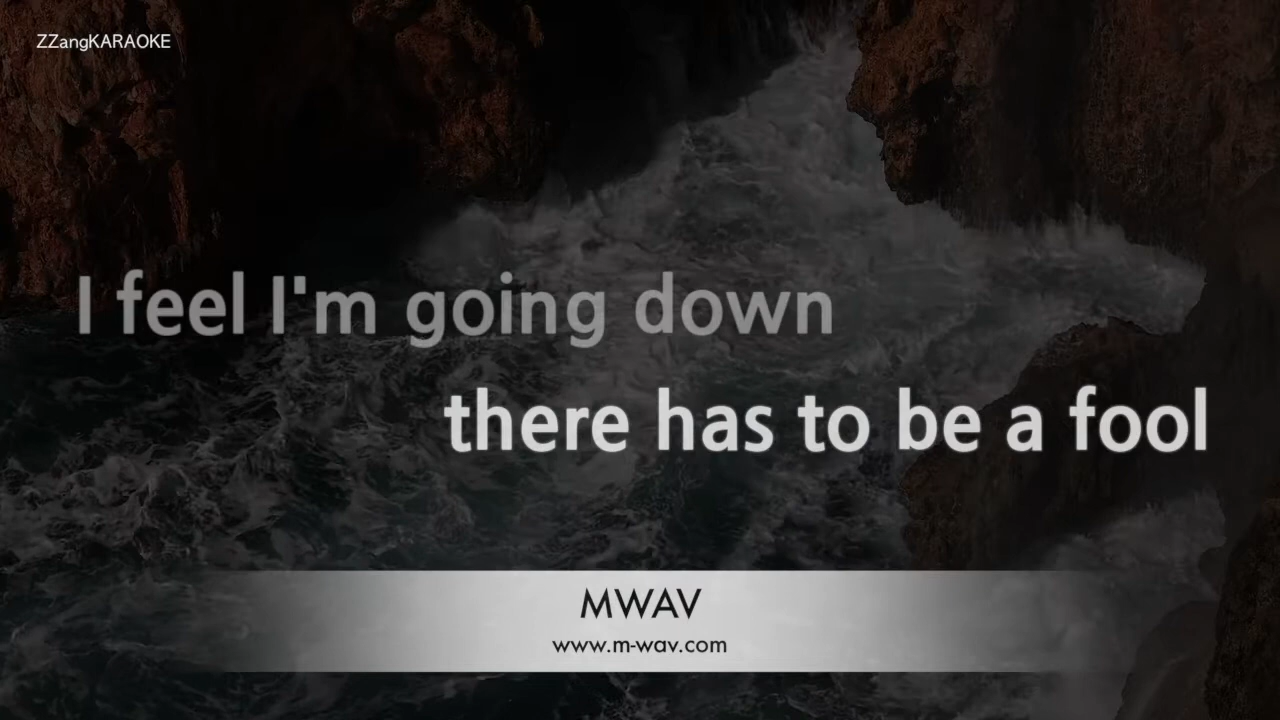 ZZangKARAOKE
I feel I'm going down
there has to be a fool
MWAV
www.m-wav.com